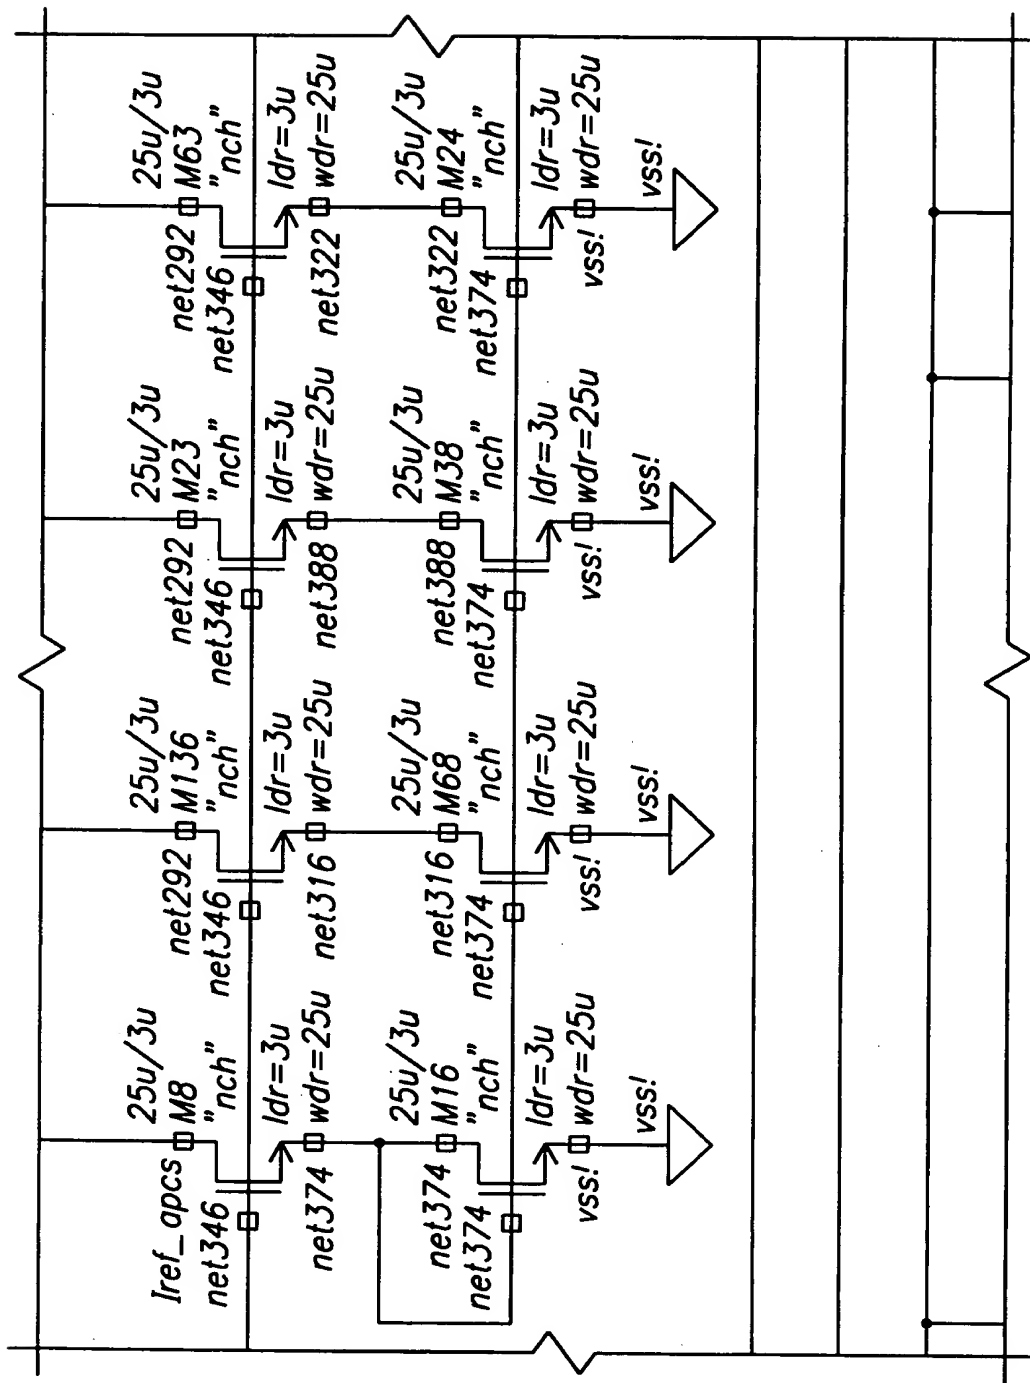 25u/3u
M8
"nch"
Iref_apcs
net346
ldr=3u
wdr=25u
net374
25u/3u
M16
"nch"
net374
net374
ldr=3u
wdr=25u
vss!
vss!
25u/3u
M136
"nch"
net292
net346
ldr=3u
wdr=25u
net316
25u/3u
M68
"nch"
net316
net374
ldr=3u
wdr=25u
vss!
vss!
25u/3u
M23
"nch"
net292
net346
ldr=3u
wdr=25u
net388
25u/3u
M38
"nch"
net388
net374
ldr=3u
wdr=25u
vss!
vss!
25u/3u
M63
"nch"
net292
net346
ldr=3u
wdr=25u
net322
25u/3u
M24
"nch"
net322
net374
ldr=3u
wdr=25u
vss!
vss!